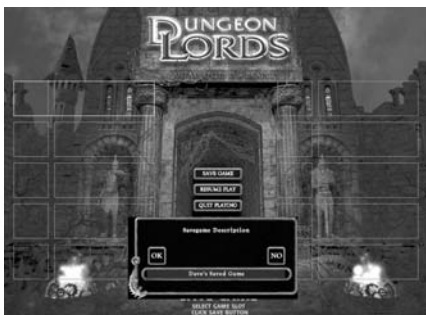 DUNGEON
LORDS
SAVE GAME
RESUME PLAY
QUIT PLAYING
Savegame Description
OK
NO
Dave's Saved Game
SELECT GAME SLOT
CLICK SAVE BUTTON